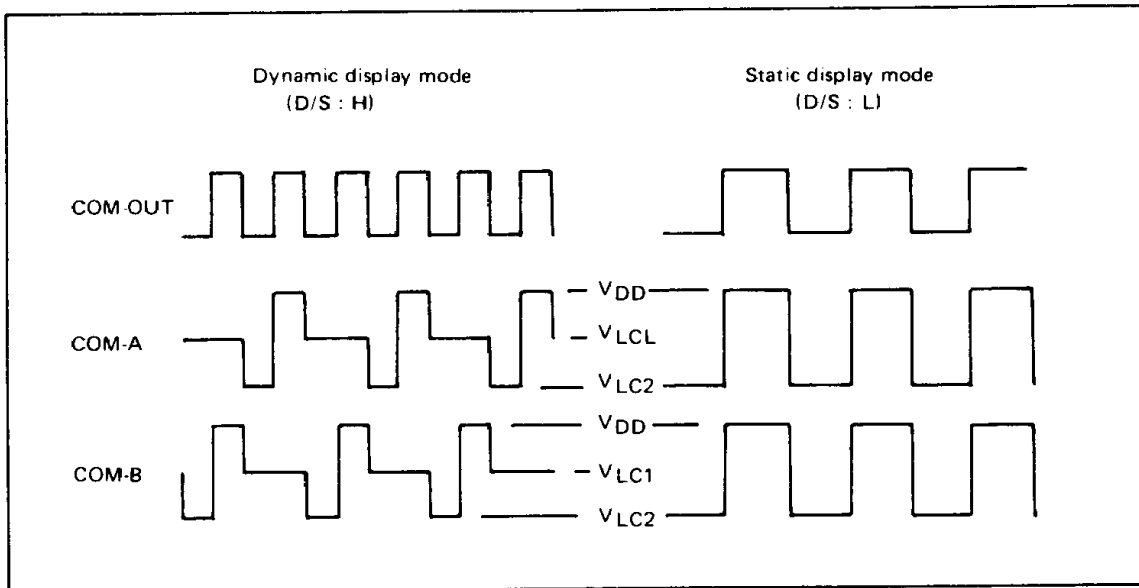 Dynamic display mode
(D/S : H)
Static display mode
(D/S : L)
COM-OUT
COM-A
VDD
VLCL
VLC2
COM-B
VDD
VLC1
VLC2